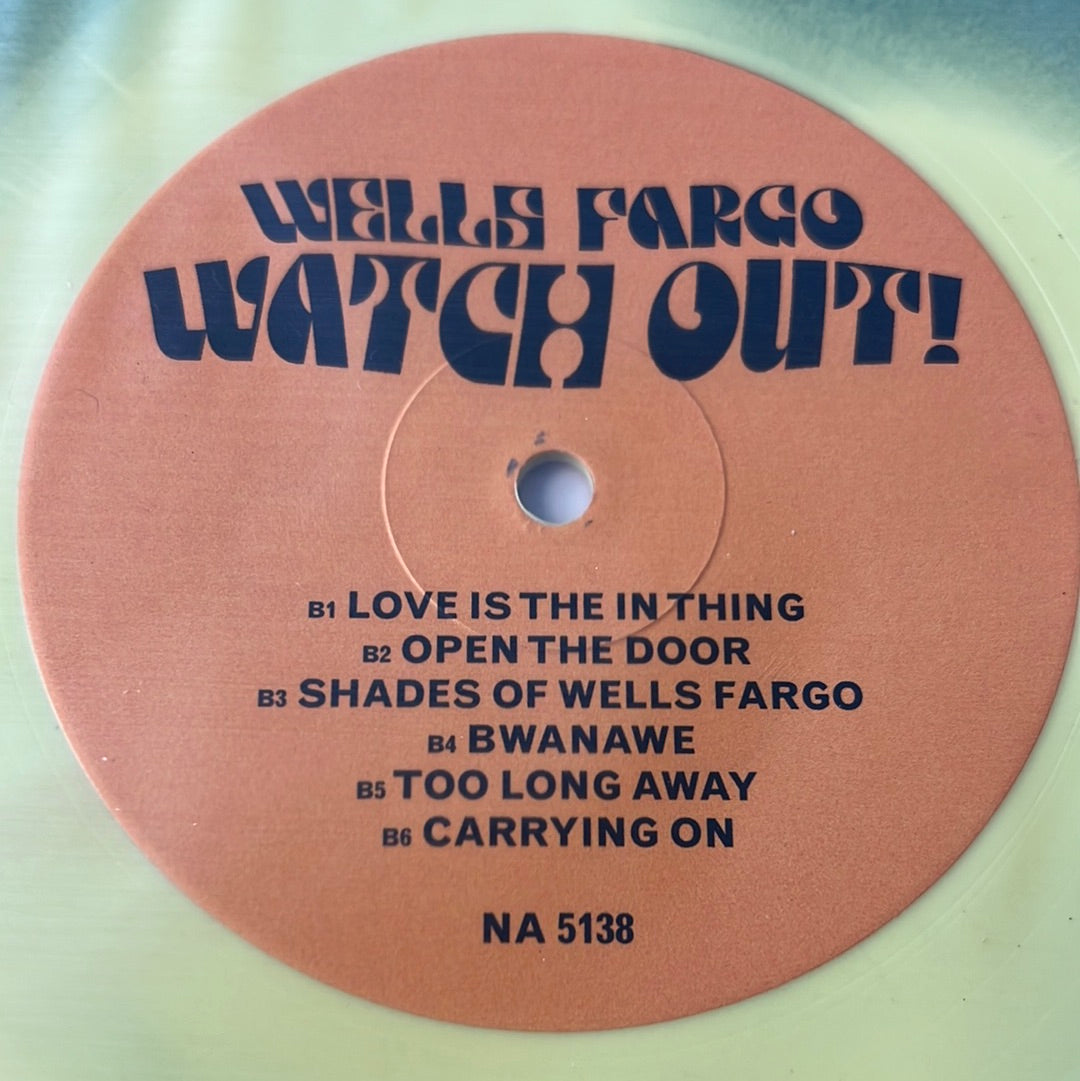 WELLS FARGO
WATCH OUT!
B1 LOVE IS THE IN THING
B2 OPEN THE DOOR
B3 SHADES OF WELLS FARGO
B4 BWANAWE
B5 TOO LONG AWAY
B6 CARRYING ON
NA 5138